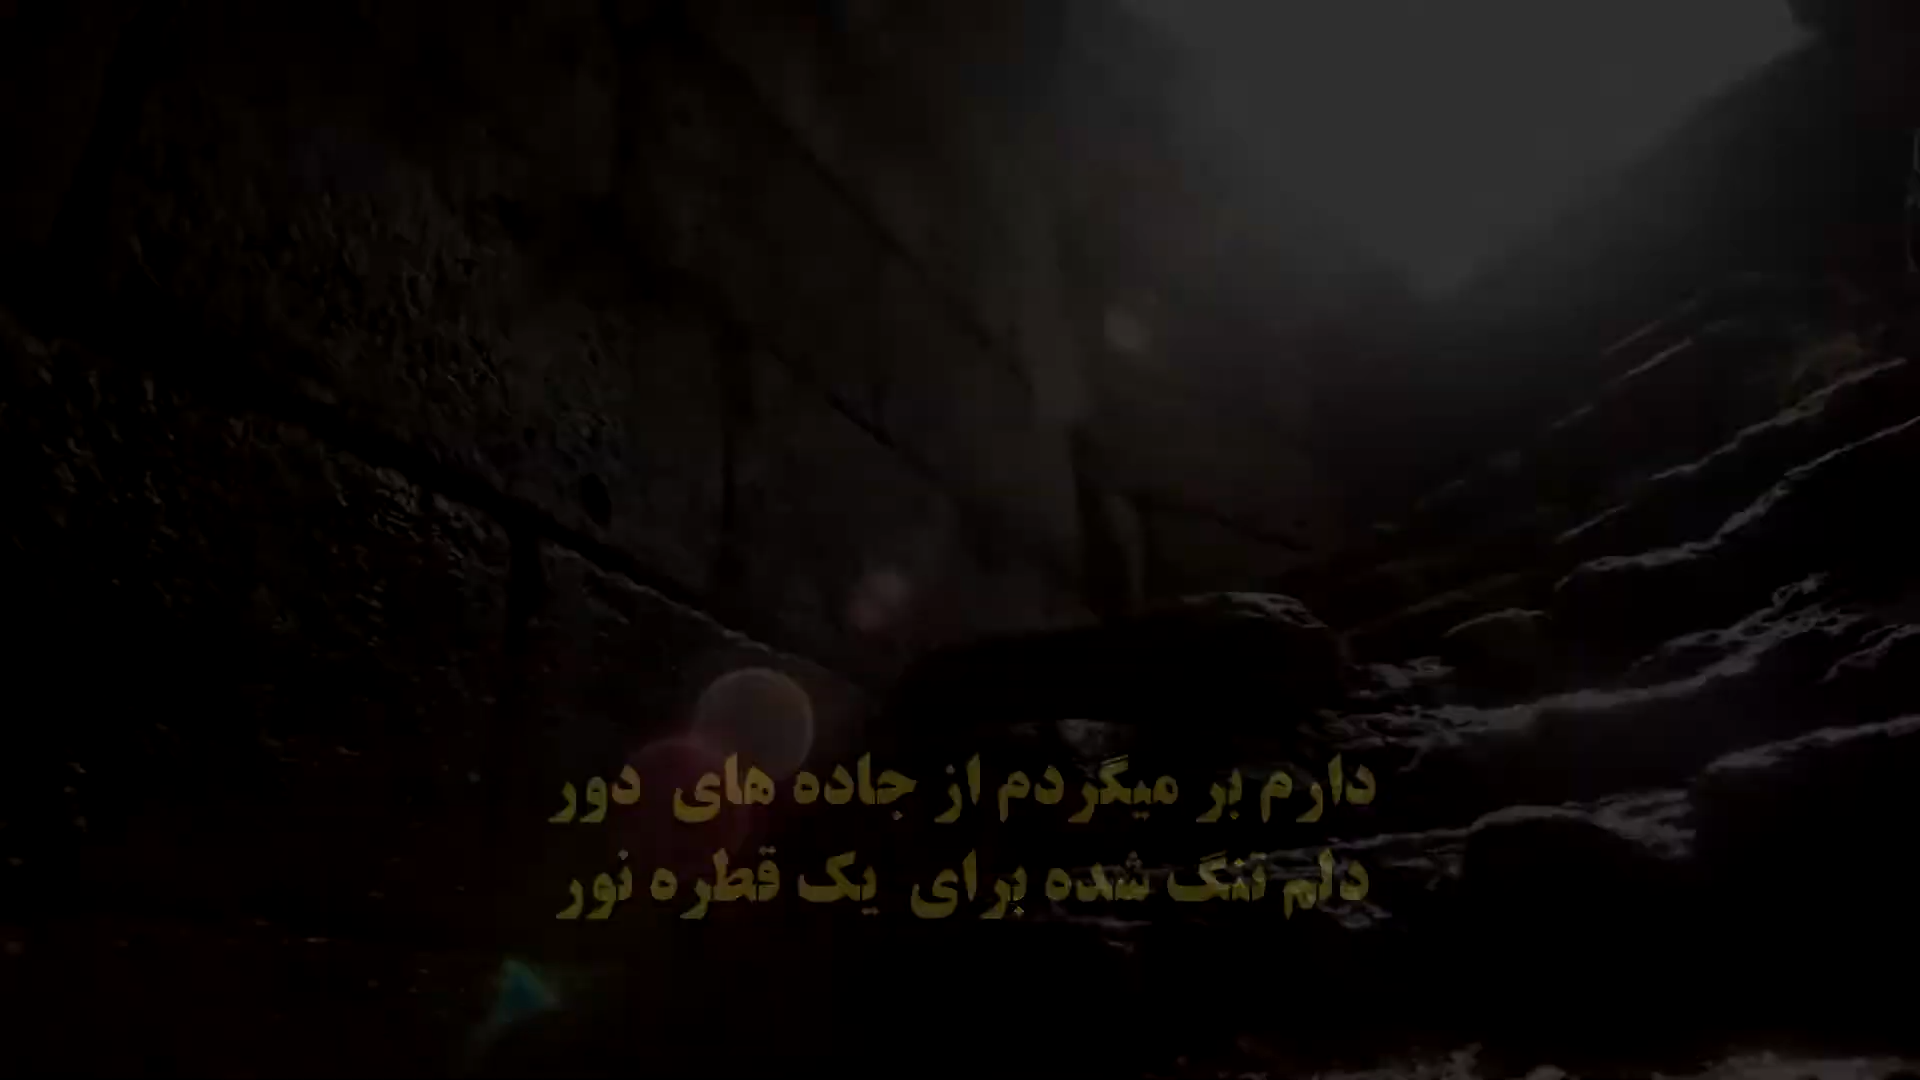 دارم بر میگردم از جاده های دور
دلم تنگ شده برای یک قطره نور